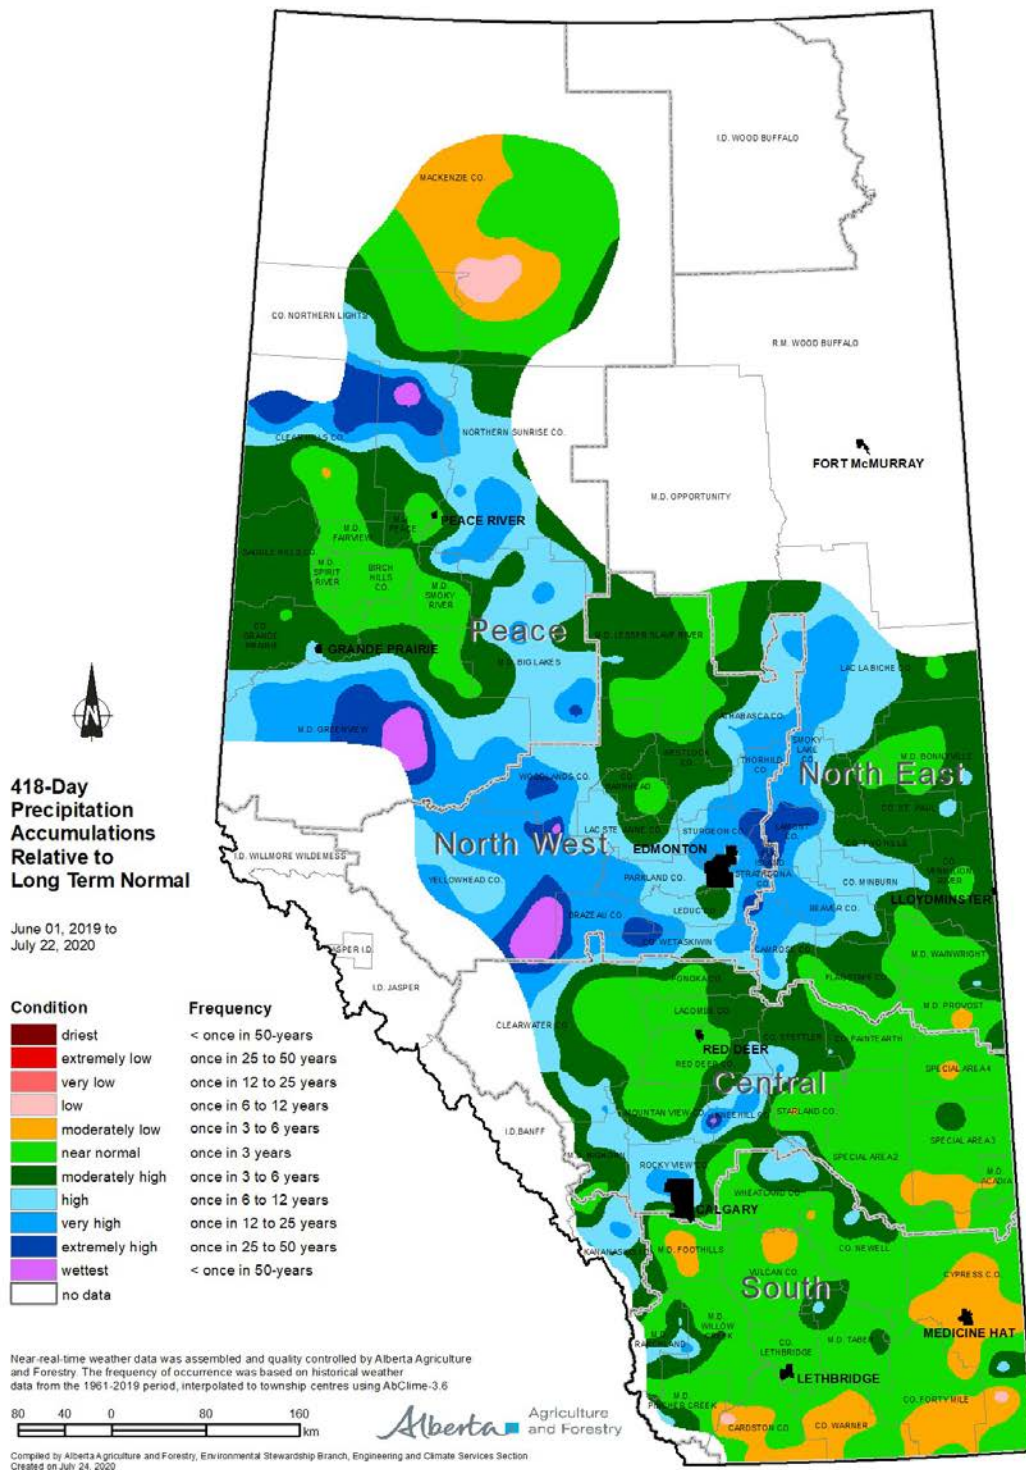 I.D. WOOD BUFFALO
MACKENZIE CO.
CO. NORTHERN LIGHTS
R.M. WOOD BUFFALO
CLEAR HILLS CO.
NORTHERN SUNRISE CO.
FORT McMURRAY
M.D. OPPORTUNITY
PEACE RIVER
M.D. PEACE
M.D. FAIRVIEW
SADDLE HILLS CO.
M.D. SPIRIT RIVER
BIRCH HILLS CO.
M.D. SMOKY RIVER
CO. GRANDE PRAIRIE
GRANDE PRAIRIE
Peace
M.D. LESSER SLAVE RIVER
M.D. BIG LAKES
LAC LA BICHE CO.
N
M.D. GREENVIEW
ATHABASCA CO.
SMOKY LAKE CO.
WESTLOCK CO.
THORHILD CO.
M.D. BONNYVILLE
North East
WOODLANDS CO.
CO. BARRHEAD
CO. ST. PAUL
418-Day
Precipitation
Accumulations
Relative to
Long Term Normal
June 01, 2019 to
July 22, 2020
North West
LAC STE. ANNE CO.
STURGEON CO.
LAMONT CO.
CO. TWO HILLS
EDMONTON
I.D. WILLMORE WILDERNESS
YELLOWHEAD CO.
PARKLAND CO.
STRATHCONA CO.
CO. MINBURN
CO. VERMILION RIVER
LLOYDMINSTER
BRAZEAU CO.
LEDUC CO.
BEAVER CO.
CO. WETASKIWIN
CAMROSE CO.
M.D. WAINWRIGHT
JASPER I.D.
I.D. JASPER
PONOKA CO.
FLAGSTAFF CO.
M.D. PROVOST
CLEARWATER CO.
LACOMBE CO.
RED DEER
CO. STETTLER
CO. PAINTEARTH
RED DEER CO.
Central
SPECIAL AREA 4
MOUNTAIN VIEW CO.
KNEEHILL CO.
STARLAND CO.
I.D. BANFF
SPECIAL AREA 3
M.D. BIGHORN
ROCKY VIEW CO.
SPECIAL AREA 2
M.D. ACADIA
WHEATLAND CO.
CALGARY
KANANASKIS I.D.
M.D. FOOTHILLS
CO. NEWELL
VULCAN CO.
CYPRESS CO.
South
M.D. WILLOW CREEK
M.D. TABER
MEDICINE HAT
M.D. RANCHLAND
CO. LETHBRIDGE
LETHBRIDGE
M.D. PINCHER CREEK
CO. FORTY MILE
CARDSTON CO.
CO. WARNER
Condition Frequency
driest < once in 50-years
extremely low once in 25 to 50 years
very low once in 12 to 25 years
low once in 6 to 12 years
moderately low once in 3 to 6 years
near normal once in 3 years
moderately high once in 3 to 6 years
high once in 6 to 12 years
very high once in 12 to 25 years
extremely high once in 25 to 50 years
wettest < once in 50-years
no data
Near-real-time weather data was assembled and quality controlled by Alberta Agriculture
and Forestry. The frequency of occurrence was based on historical weather
data from the 1961-2019 period, interpolated to township centres using AbClime-3.6
80 40 0 80 160
km
Alberta Agriculture
and Forestry
Compiled by Alberta Agriculture and Forestry, Environmental Stewardship Branch, Engineering and Climate Services Section
Created on July 24, 2020